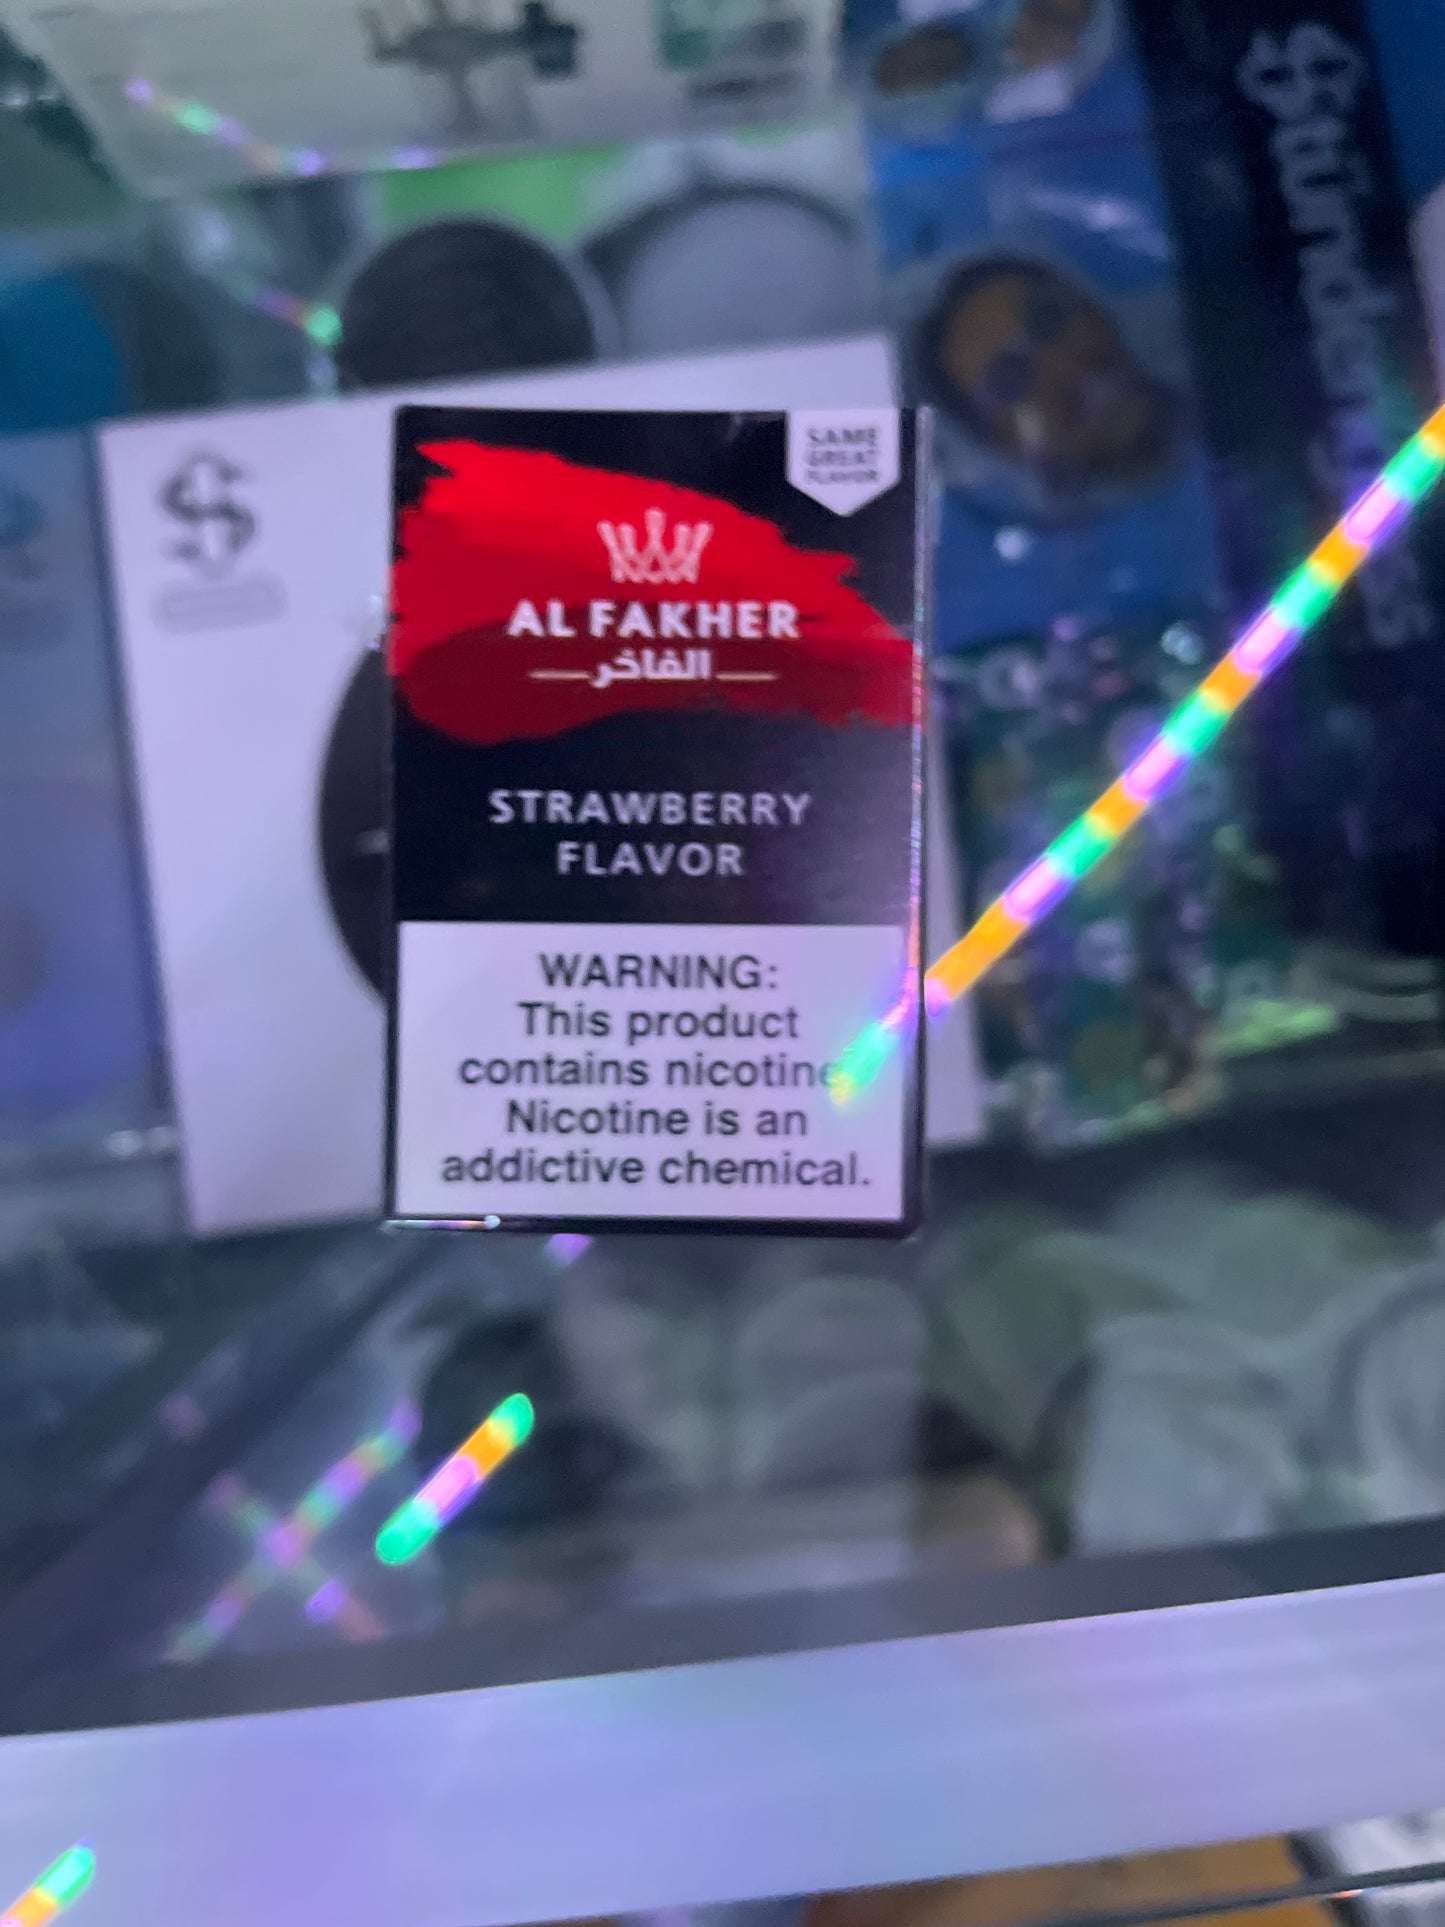 SAME
GREAT
FLAVOR
AL FAKHER
الفاخر
STRAWBERRY
FLAVOR
WARNING:
This product
contains nicotine
Nicotine is an
addictive chemical.